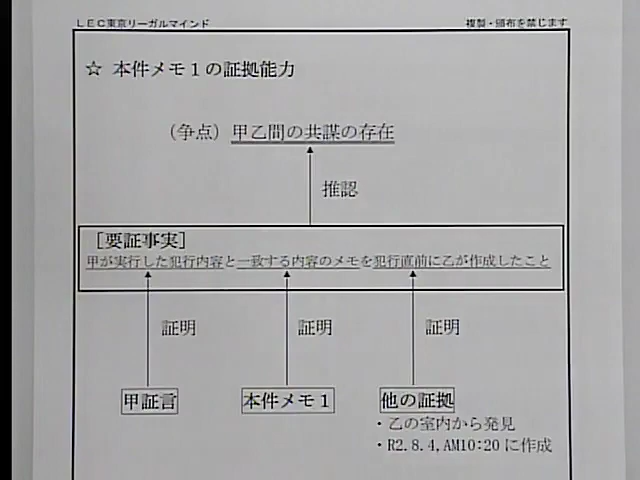 LEC東京リーガルマインド 複製・頒布を禁じます
☆ 本件メモ1の証拠能力
（争点）甲乙間の共謀の存在
推認
［要証事実］
甲が実行した犯行内容と一致する内容のメモを犯行直前に乙が作成したこと
証明 証明 証明
甲証言 本件メモ1 他の証拠
・乙の室内から発見
・R2.8.4,AM10:20に作成